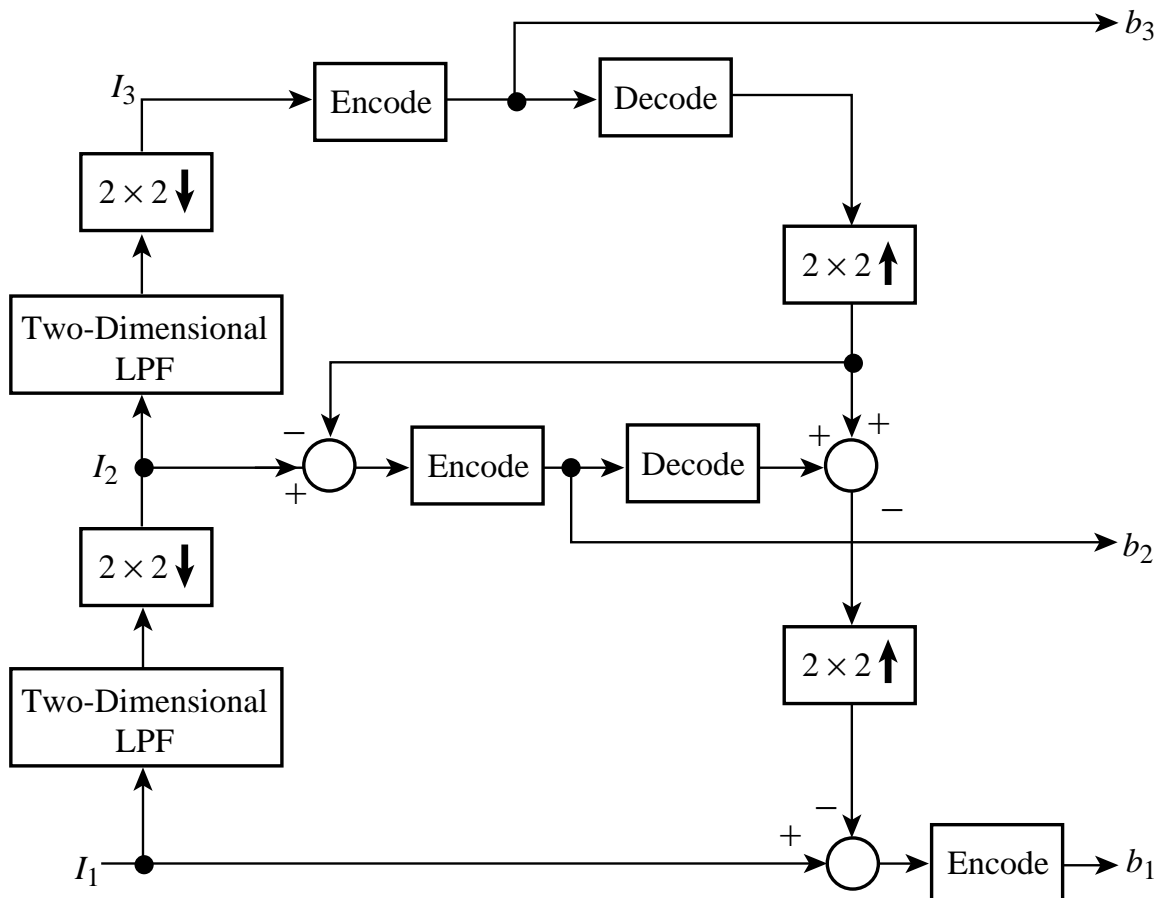 b₃
I₃
Encode
Decode
2 × 2
2 × 2
Two-Dimensional
LPF
−
+
+
I₂
Encode
Decode
+
−
2 × 2
b₂
2 × 2
Two-Dimensional
LPF
−
+
I₁
Encode
b₁